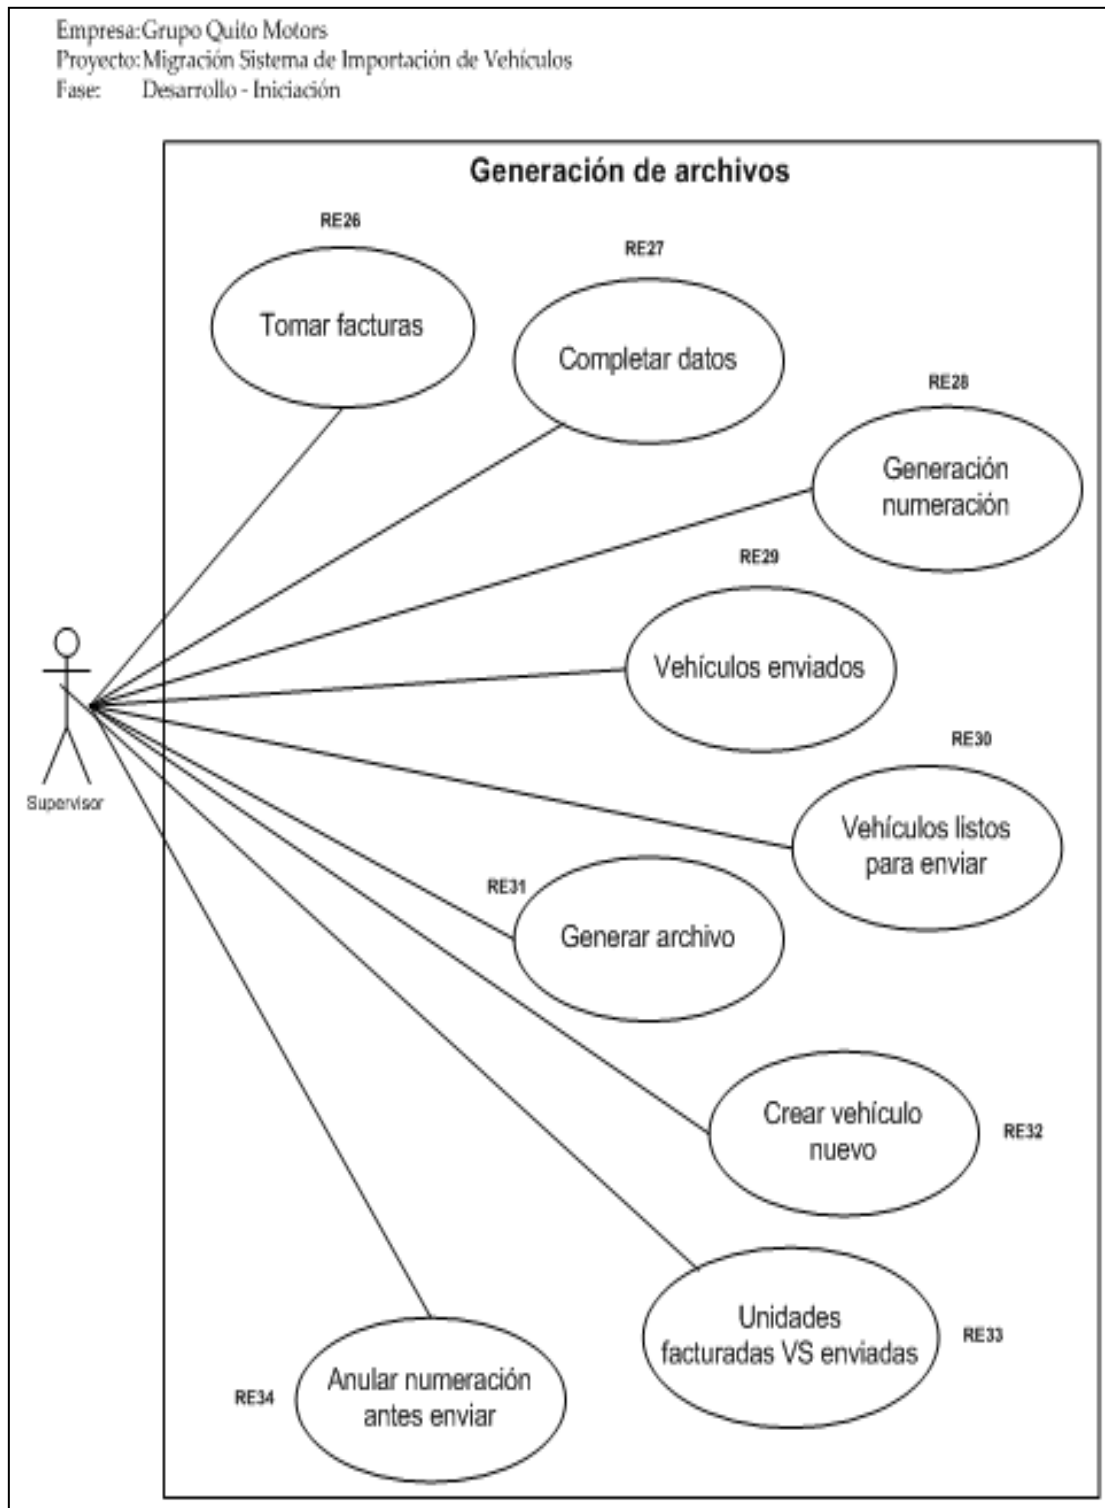 Empresa: Grupo Quito Motors
Proyecto: Migración Sistema de Importación de Vehículos
Fase: Desarrollo - Iniciación
Generación de archivos
RE26
Tomar facturas
RE27
Completar datos
RE28
Generación
numeración
RE29
Vehículos enviados
RE30
Vehículos listos
para enviar
Supervisor
RE31
Generar archivo
Crear vehículo
nuevo
RE32
Unidades
facturadas VS enviadas
RE33
RE34
Anular numeración
antes enviar